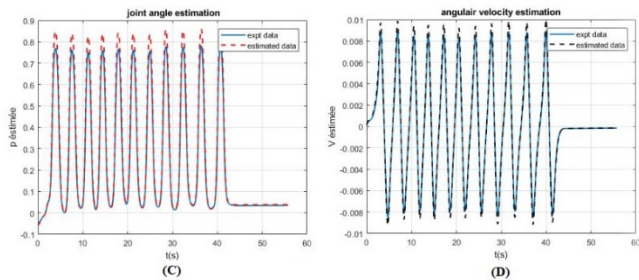 joint angle estimation
0.9
0.8
0.7
0.6
0.5
0.4
0.3
0.2
0.1
0
-0.1
p éstimée
expt data
estimated data
0 10 20 30 40 50 60
t(s)
(C)
angulair velocity estimation
0.01
0.008
0.006
0.004
0.002
0
-0.002
-0.004
-0.006
-0.008
-0.01
V éstimée
expt data
estimated data
0 10 20 30 40 50 60
t(s)
(D)